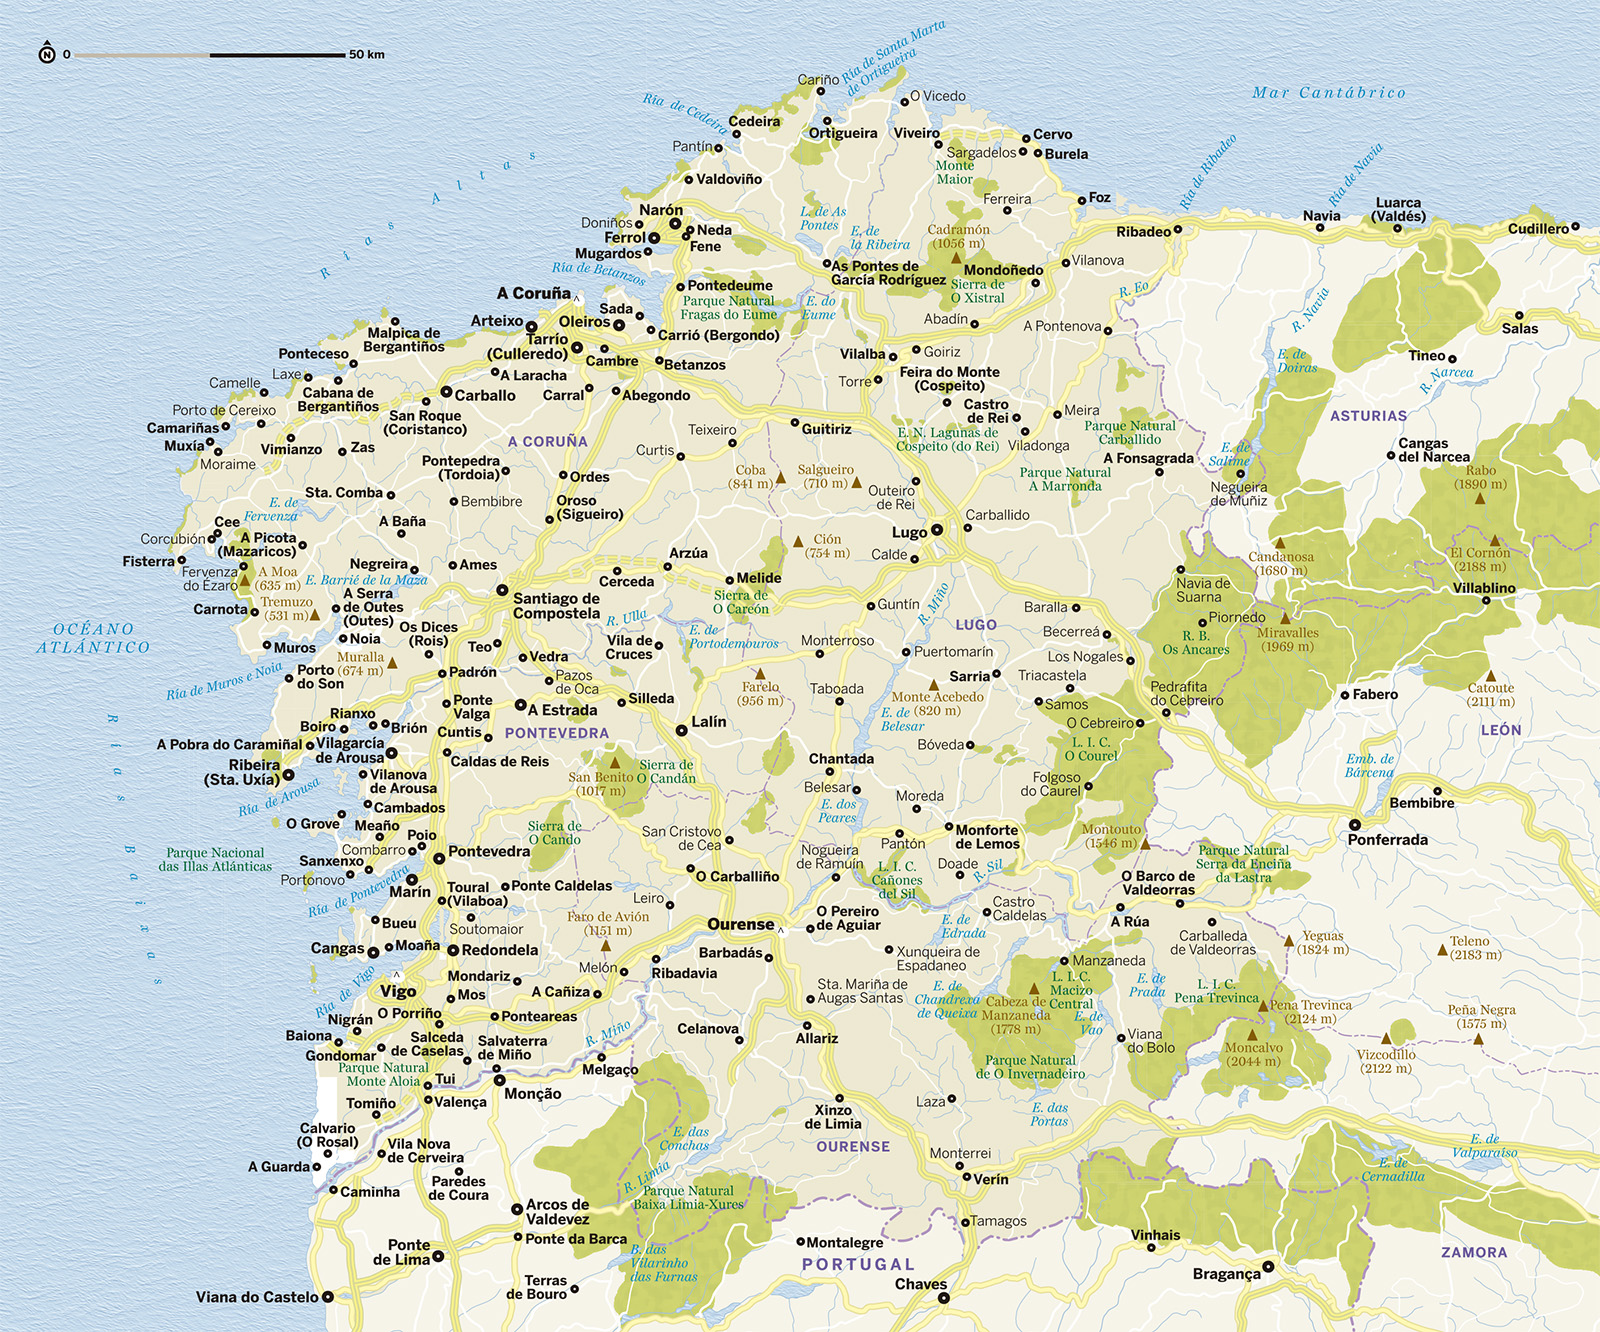 N
0
50 km
Cariño
Ría de Santa Marta
de Ortigueira
Mar Cantábrico
Ría de Cedeira
O Vicedo
Cedeira
Ortigueira
Viveiro
Cervo
Pantín
Sargadelos
Burela
Monte
Maior
Ría de Ribadeo
Ría de Navia
Rías Altas
Valdoviño
Ferreira
Foz
Narón
Doniños
Neda
Ferrol
Fene
Mugardos
L. de As
Pontes
E. de
la Ribeira
Cadramón
(1056 m)
Ribadeo
Navia
Luarca
(Valdés)
Cudillero
Ría de Betanzos
As Pontes de
García Rodríguez
Mondoñedo
Vilanova
Sierra de
O Xistral
R. Eo
A Coruña
Pontedeume
Parque Natural
Fragas do Eume
E. do
Eume
R. Navia
Sada
Arteixo
Oleiros
Carrió (Bergondo)
Abadín
A Pontenova
Salas
Malpica de
Bergantiños
Tarrío
(Culleredo)
Cambre
Betanzos
Vilalba
Goiriz
E. de
Doiras
Tineo
R. Narcea
Ponteceso
Laxe
Camelle
Cabana de
Bergantiños
A Laracha
Carballo
Carral
Abegondo
Torre
Feira do Monte
(Cospeito)
Castro
de Rei
Meira
ASTURIAS
Porto de Cereixo
San Roque
(Coristanco)
Camariñas
Muxía
Moraime
Vimianzo
Zas
A CORUÑA
Teixeiro
Guitiriz
E. N. Lagunas de
Cospeito (do Rei)
Viladonga
Parque Natural
Carballido
Cangas
del Narcea
Curtis
Pontepedra
(Tordoia)
Ordes
Coba
(841 m)
Salgueiro
(710 m)
Parque Natural
A Marronda
A Fonsagrada
E. de
Salime
Negueira
de Muñiz
Rabo
(1890 m)
Sta. Comba
Bembibre
Oroso
(Sigueiro)
Outeiro
de Rei
Carballido
E. de
Fervenza
A Baña
Cee
Corcubión
A Picota
(Mazaricos)
Lugo
Ción
(754 m)
Calde
Candanosa
(1680 m)
El Cornón
(2188 m)
Fisterra
Fervenza
do Ézaro
A Moa
(635 m)
Negreira
Ames
E. Barrié de la Maza
Arzúa
Cerceda
Melide
Sierra de
O Careón
Navia de
Suarna
Villablino
Carnota
Tremuzo
(531 m)
A Serra
de Outes
(Outes)
Santiago de
Compostela
R. Ulla
Guntín
R. Miño
Baralla
Piornedo
R. B.
Os Ancares
Miravalles
(1969 m)
OCÉANO
ATLÁNTICO
Muros
Noia
Os Dices
(Rois)
Teo
Vila de
Cruces
E. de
Portodemouros
Monterroso
Puertomarín
LUGO
Becerreá
Los Nogales
Ría de Muros e Noia
Porto
do Son
Muralla
(674 m)
Padrón
Vedra
Pazos
de Oca
Farelo
(956 m)
Taboada
Monte Acebedo
(820 m)
Sarria
Triacastela
Samos
Pedrafita
do Cebreiro
Fabero
Catoute
(2111 m)
Rianxo
Boiro
Brión
Ponte
Valga
A Estrada
Silleda
Lalín
E. de
Belesar
O Cebreiro
L. I. C.
O Courel
LEÓN
A Pobra do Caramiñal
Vilagarcía
de Arousa
Cuntis
PONTEVEDRA
Bóveda
Ribeira
(Sta. Uxía)
Caldas de Reis
San Benito
(1017 m)
Sierra de
O Candán
Chantada
Belesar
Folgoso
do Caurel
Emb. de
Bárcena
Bembibre
Ría de Arousa
Vilanova
de Arousa
Cambados
O Grove
Meaño
Poio
E. dos
Peares
Moreda
Monforte
de Lemos
Montouto
(1546 m)
Ponferrada
Parque Nacional
das Illas Atlánticas
Combarro
Sanxenxo
Portonovo
Pontevedra
Sierra de
O Cando
San Cristovo
de Cea
Pantón
Nogueira
de Ramuín
Doade
R. Sil
L. I. C.
Cañones
del Sil
Parque Natural
Serra da Enciña
da Lastra
Ría de Pontevedra
Marín
Toural
(Vilaboa)
Ponte Caldelas
O Carballiño
O Barco de
Valdeorras
Leiro
Castro
Caldelas
A Rúa
Bueu
Soutomaior
Faro de Avión
(1151 m)
Ourense
O Pereiro
de Aguiar
E. de
Edrada
Carballeda
de Valdeorras
Yeguas
(1824 m)
Teleno
(2183 m)
Cangas
Moaña
Redondela
Barbadás
Xunqueira de
Espadaneo
Manzaneda
Rías Baixas
Ría de Vigo
Vigo
Mondariz
Melón
Ribadavia
A Cañiza
Sta. Mariña de
Augas Santas
E. de
Chandrexa
de Queixa
Cabeza de
Manzaneda
(1778 m)
L. I. C.
Macizo
Central
E. de
Prada
L. I. C.
Pena Trevinca
Pena Trevinca
(2124 m)
Mos
O Porriño
Nigrán
Ponteareas
Peña Negra
(1575 m)
E. de
Vao
Baiona
Gondomar
Salceda
de Caselas
Salvaterra
de Miño
R. Miño
Celanova
Allariz
Viana
do Bolo
Moncalvo
(2044 m)
Vizcodillo
(2122 m)
Parque Natural
Monte Aloia
Tui
Melgaço
Monção
Parque Natural
de O Invernadeiro
Valença
Tomiño
Xinzo
de Limia
Laza
E. das
Portas
Calvario
(O Rosal)
Vila Nova
de Cerveira
E. das
Conchas
OURENSE
E. de
Valparaíso
A Guarda
Monterrei
Verín
E. de
Cernadilla
Caminha
Paredes
de Coura
R. Limia
Parque Natural
Baixa Limia-Xures
Arcos de
Valdevez
Tamagos
Ponte
de Lima
Ponte da Barca
B. das
Vilarinho
das Furnas
Montalegre
Vinhais
ZAMORA
PORTUGAL
Bragança
Terras
de Bouro
Chaves
Viana do Castelo